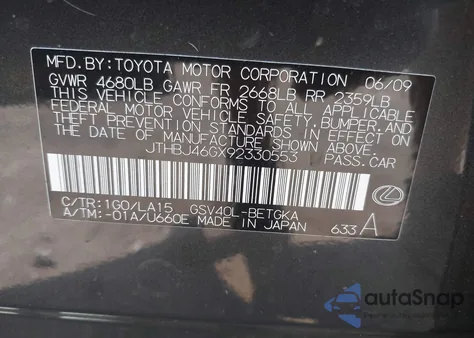 MFD.BY:TOYOTA MOTOR CORPORATION 06/09
GVWR 4680LB GAWR FR 2668LB RR 2359LB
THIS VEHICLE CONFORMS TO ALL APPLICABLE
FEDERAL MOTOR VEHICLE SAFETY,BUMPER,AND
THEFT PREVENTION STANDARDS IN EFFECT ON
THE DATE OF MANUFACTURE SHOWN ABOVE.
JTHBJ46GX92330553 PASS.CAR
C/TR:1G0/LA15 GSV40L-BETGKA
A/TM:-01A/U660E MADE IN JAPAN 633 A
autaSnap